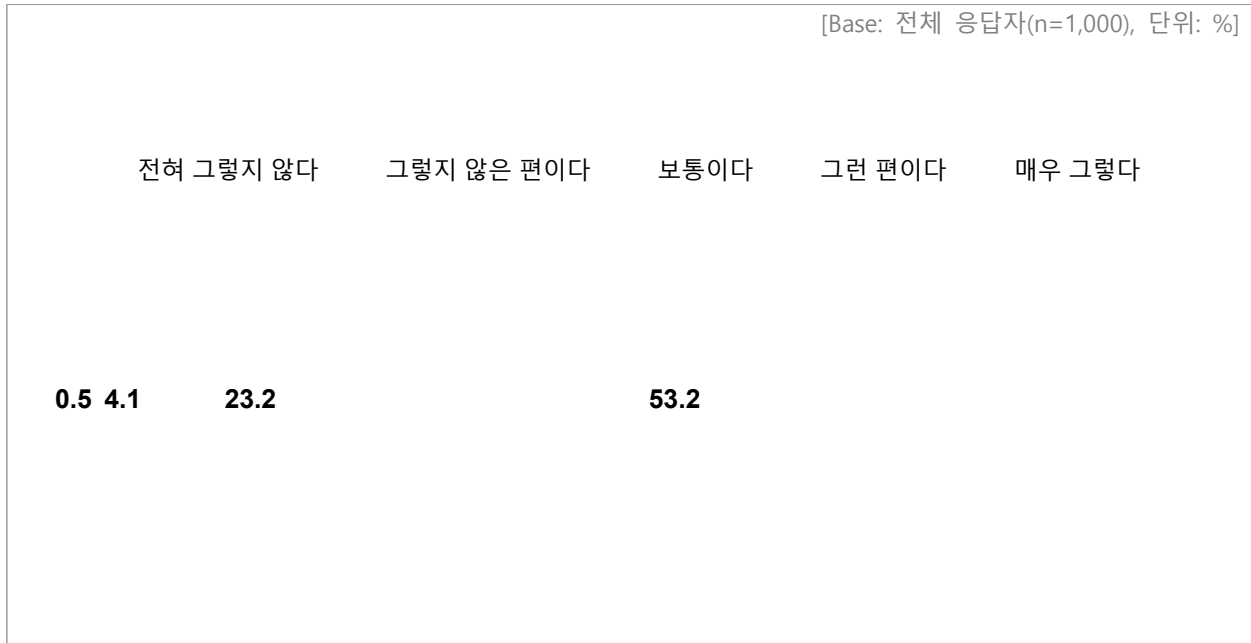 [Base: 전체 응답자(n=1,000), 단위: %]
전혀 그렇지 않다 그렇지 않은 편이다 보통이다 그런 편이다 매우 그렇다
0.5 4.1 23.2 53.2